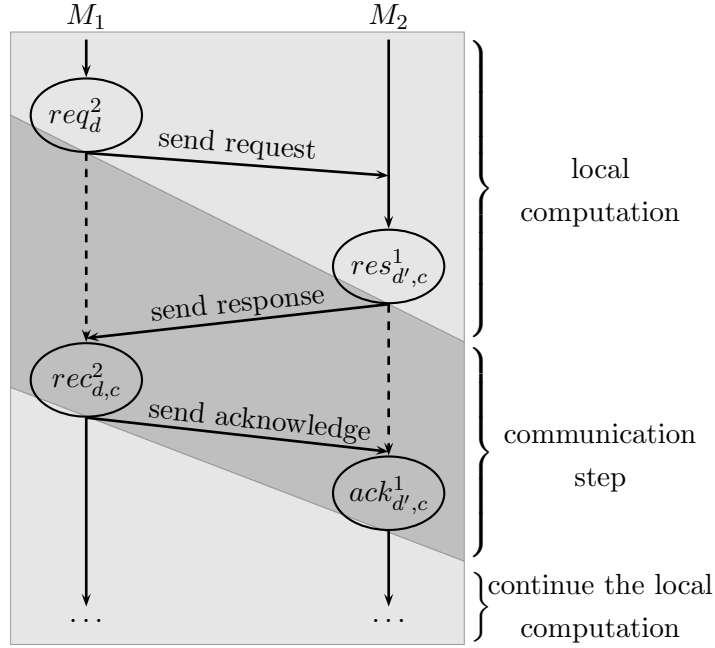 M₁ M₂
req_d^2
send request
local
computation
res_{d',c}^1
send response
rec_{d,c}^2
send acknowledge
communication
step
ack_{d',c}^1
continue the local
... ...
computation